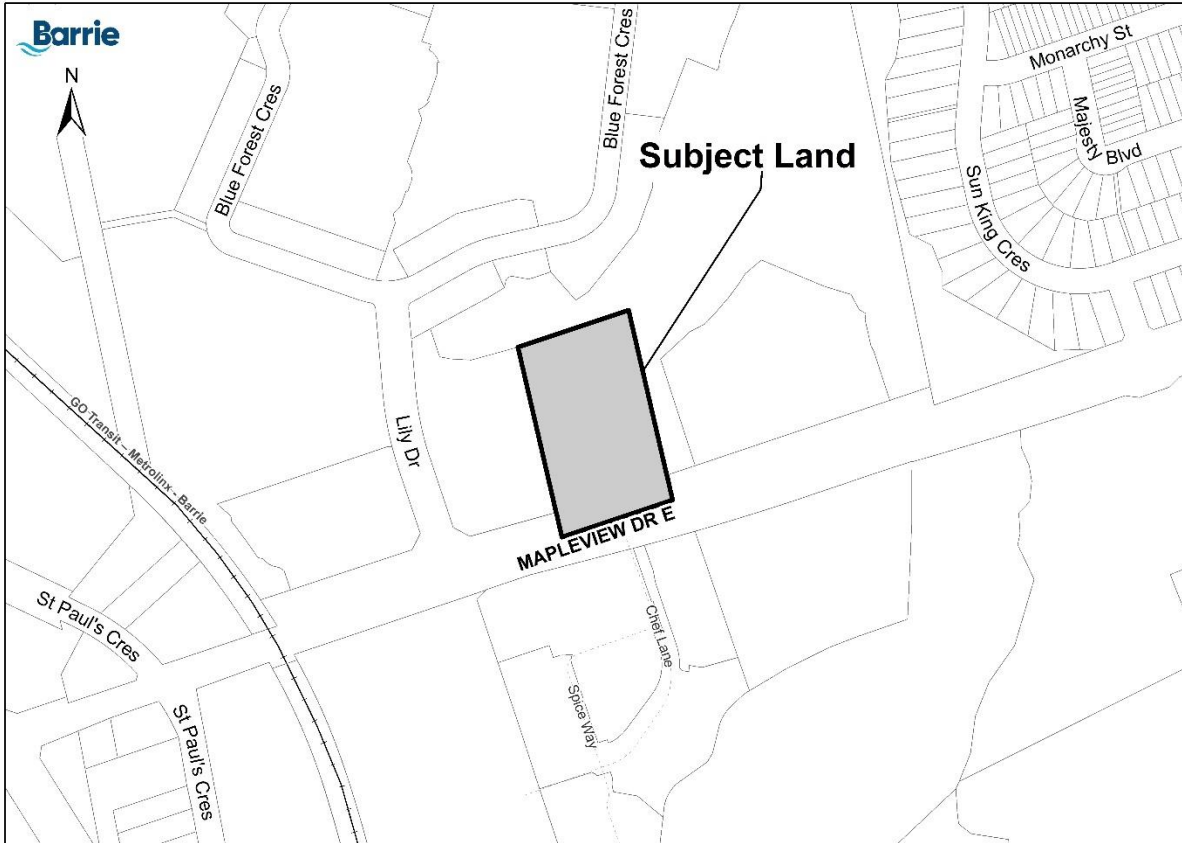 Barrie
N
Blue Forest Cres
Blue Forest Cres
Monarchy St
Majesty
Blvd
Subject Land
Sun King Cres
GO Transit - Metrolinx - Barrie
Lily Dr
MAPLEVIEW DR E
St Paul's Cres
Chef Lane
Spice Way
St Paul's Cres